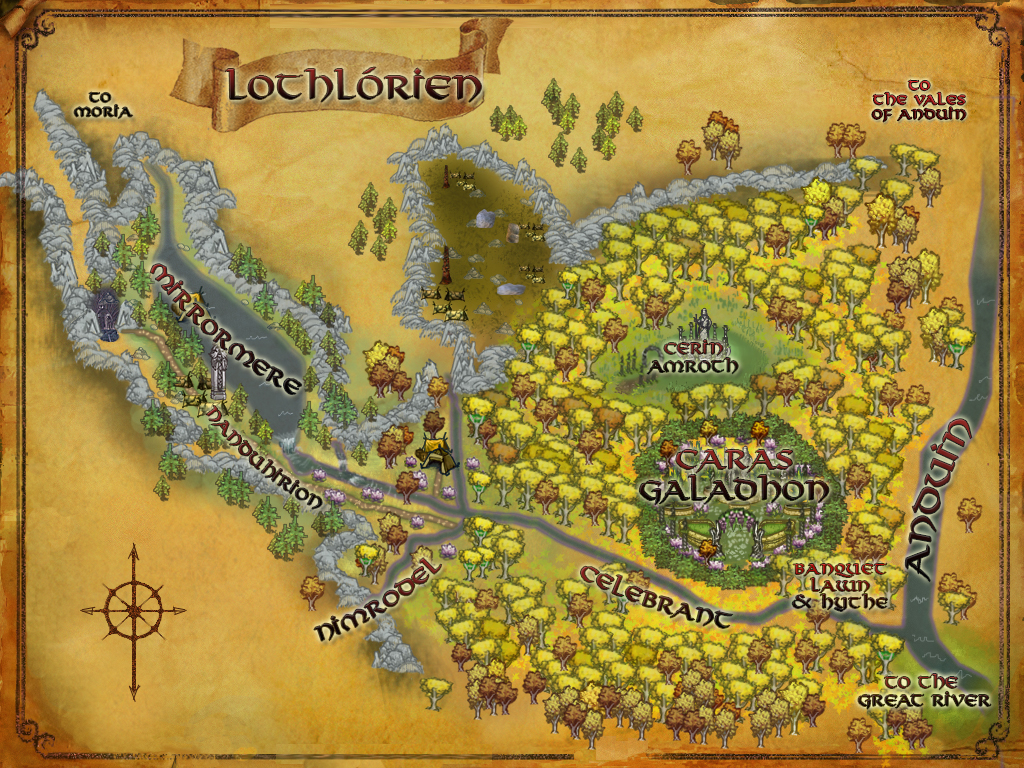 LOTHLÓRIEN
TO
MORIA
TO
THE VALES
OF ANDUIN
MIRRORMERE
NANDUHIRION
CERIN
AMROTH
CARAS
GALADHON
ANDUIN
NIMRODEL
CELEBRANT
BANQUET
LAWN
& HYTHE
TO THE
GREAT RIVER